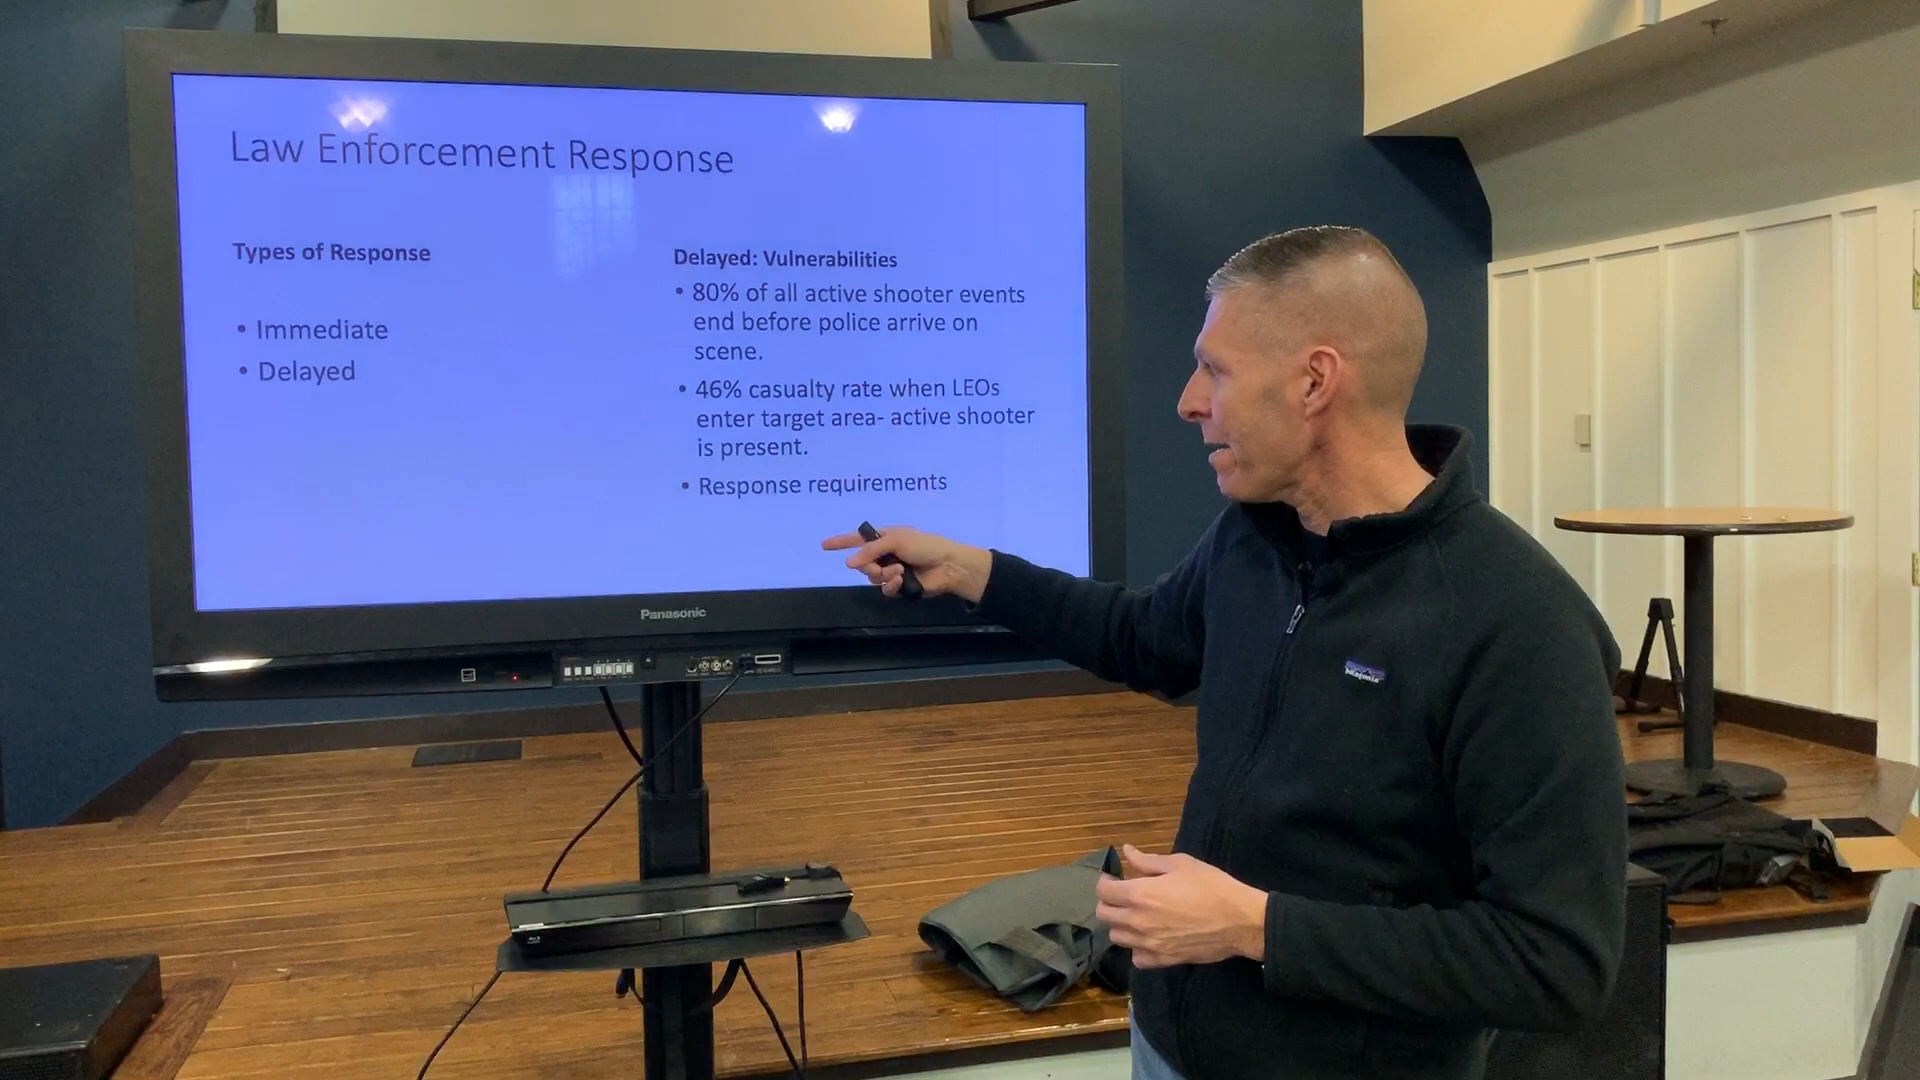 Law Enforcement Response
Types of Response
• Immediate
• Delayed
Delayed: Vulnerabilities
• 80% of all active shooter events
end before police arrive on
scene.
• 46% casualty rate when LEOs
enter target area- active shooter
is present.
• Response requirements
Panasonic
patagonia